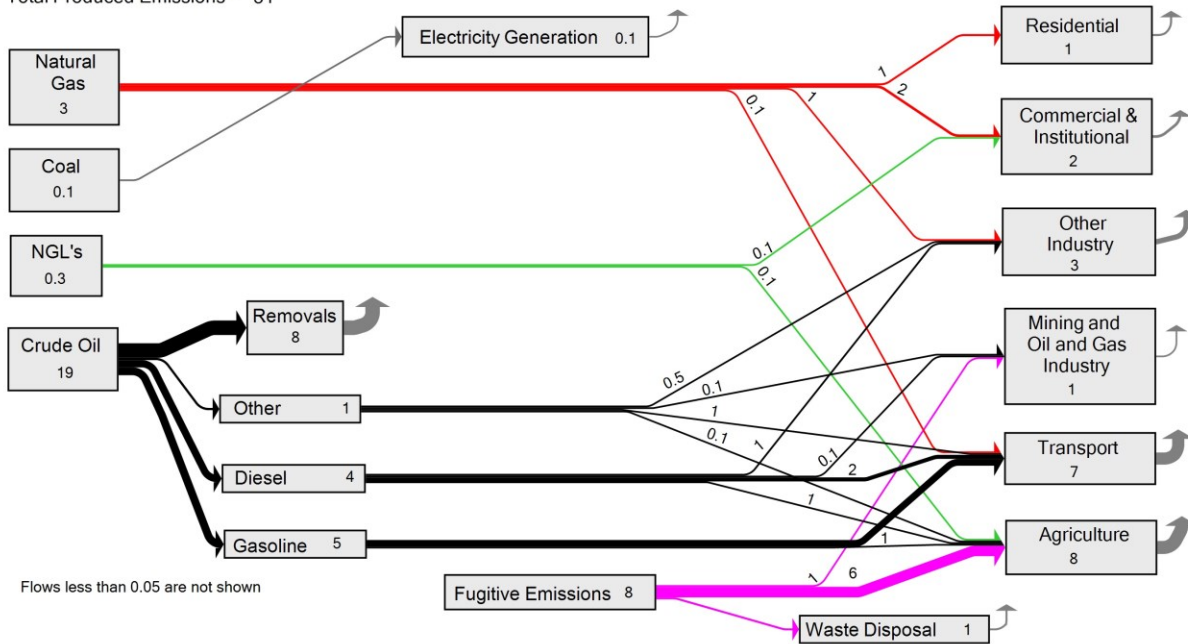 Total Produced Emissions
Electricity Generation 0.1
Residential
1
Natural
Gas
3
1
2
0.1
1
Commercial &
Institutional
2
Coal
0.1
Other
Industry
3
NGL's
0.3
0.1
0.1
Removals
8
Mining and
Oil and Gas
Industry
1
Crude Oil
19
0.5
0.1
Other 1
1
0.1
Transport
7
Diesel 4
1
0.1
2
1
Gasoline 5
1
Agriculture
8
Flows less than 0.05 are not shown
Fugitive Emissions 8
1
6
Waste Disposal 1